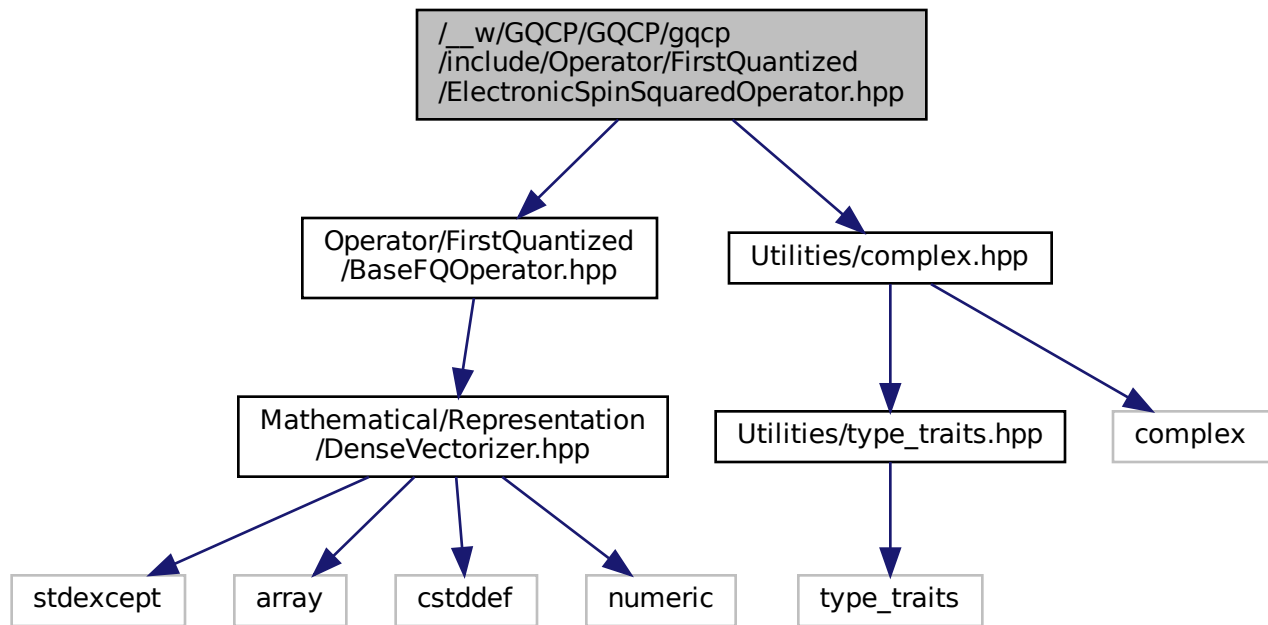 /__w/GQCP/GQCP/gqcp
/include/Operator/FirstQuantized
/ElectronicSpinSquaredOperator.hpp
Operator/FirstQuantized
/BaseFQOperator.hpp
Utilities/complex.hpp
Mathematical/Representation
/DenseVectorizer.hpp
Utilities/type_traits.hpp
complex
stdexcept
array
cstddef
numeric
type_traits